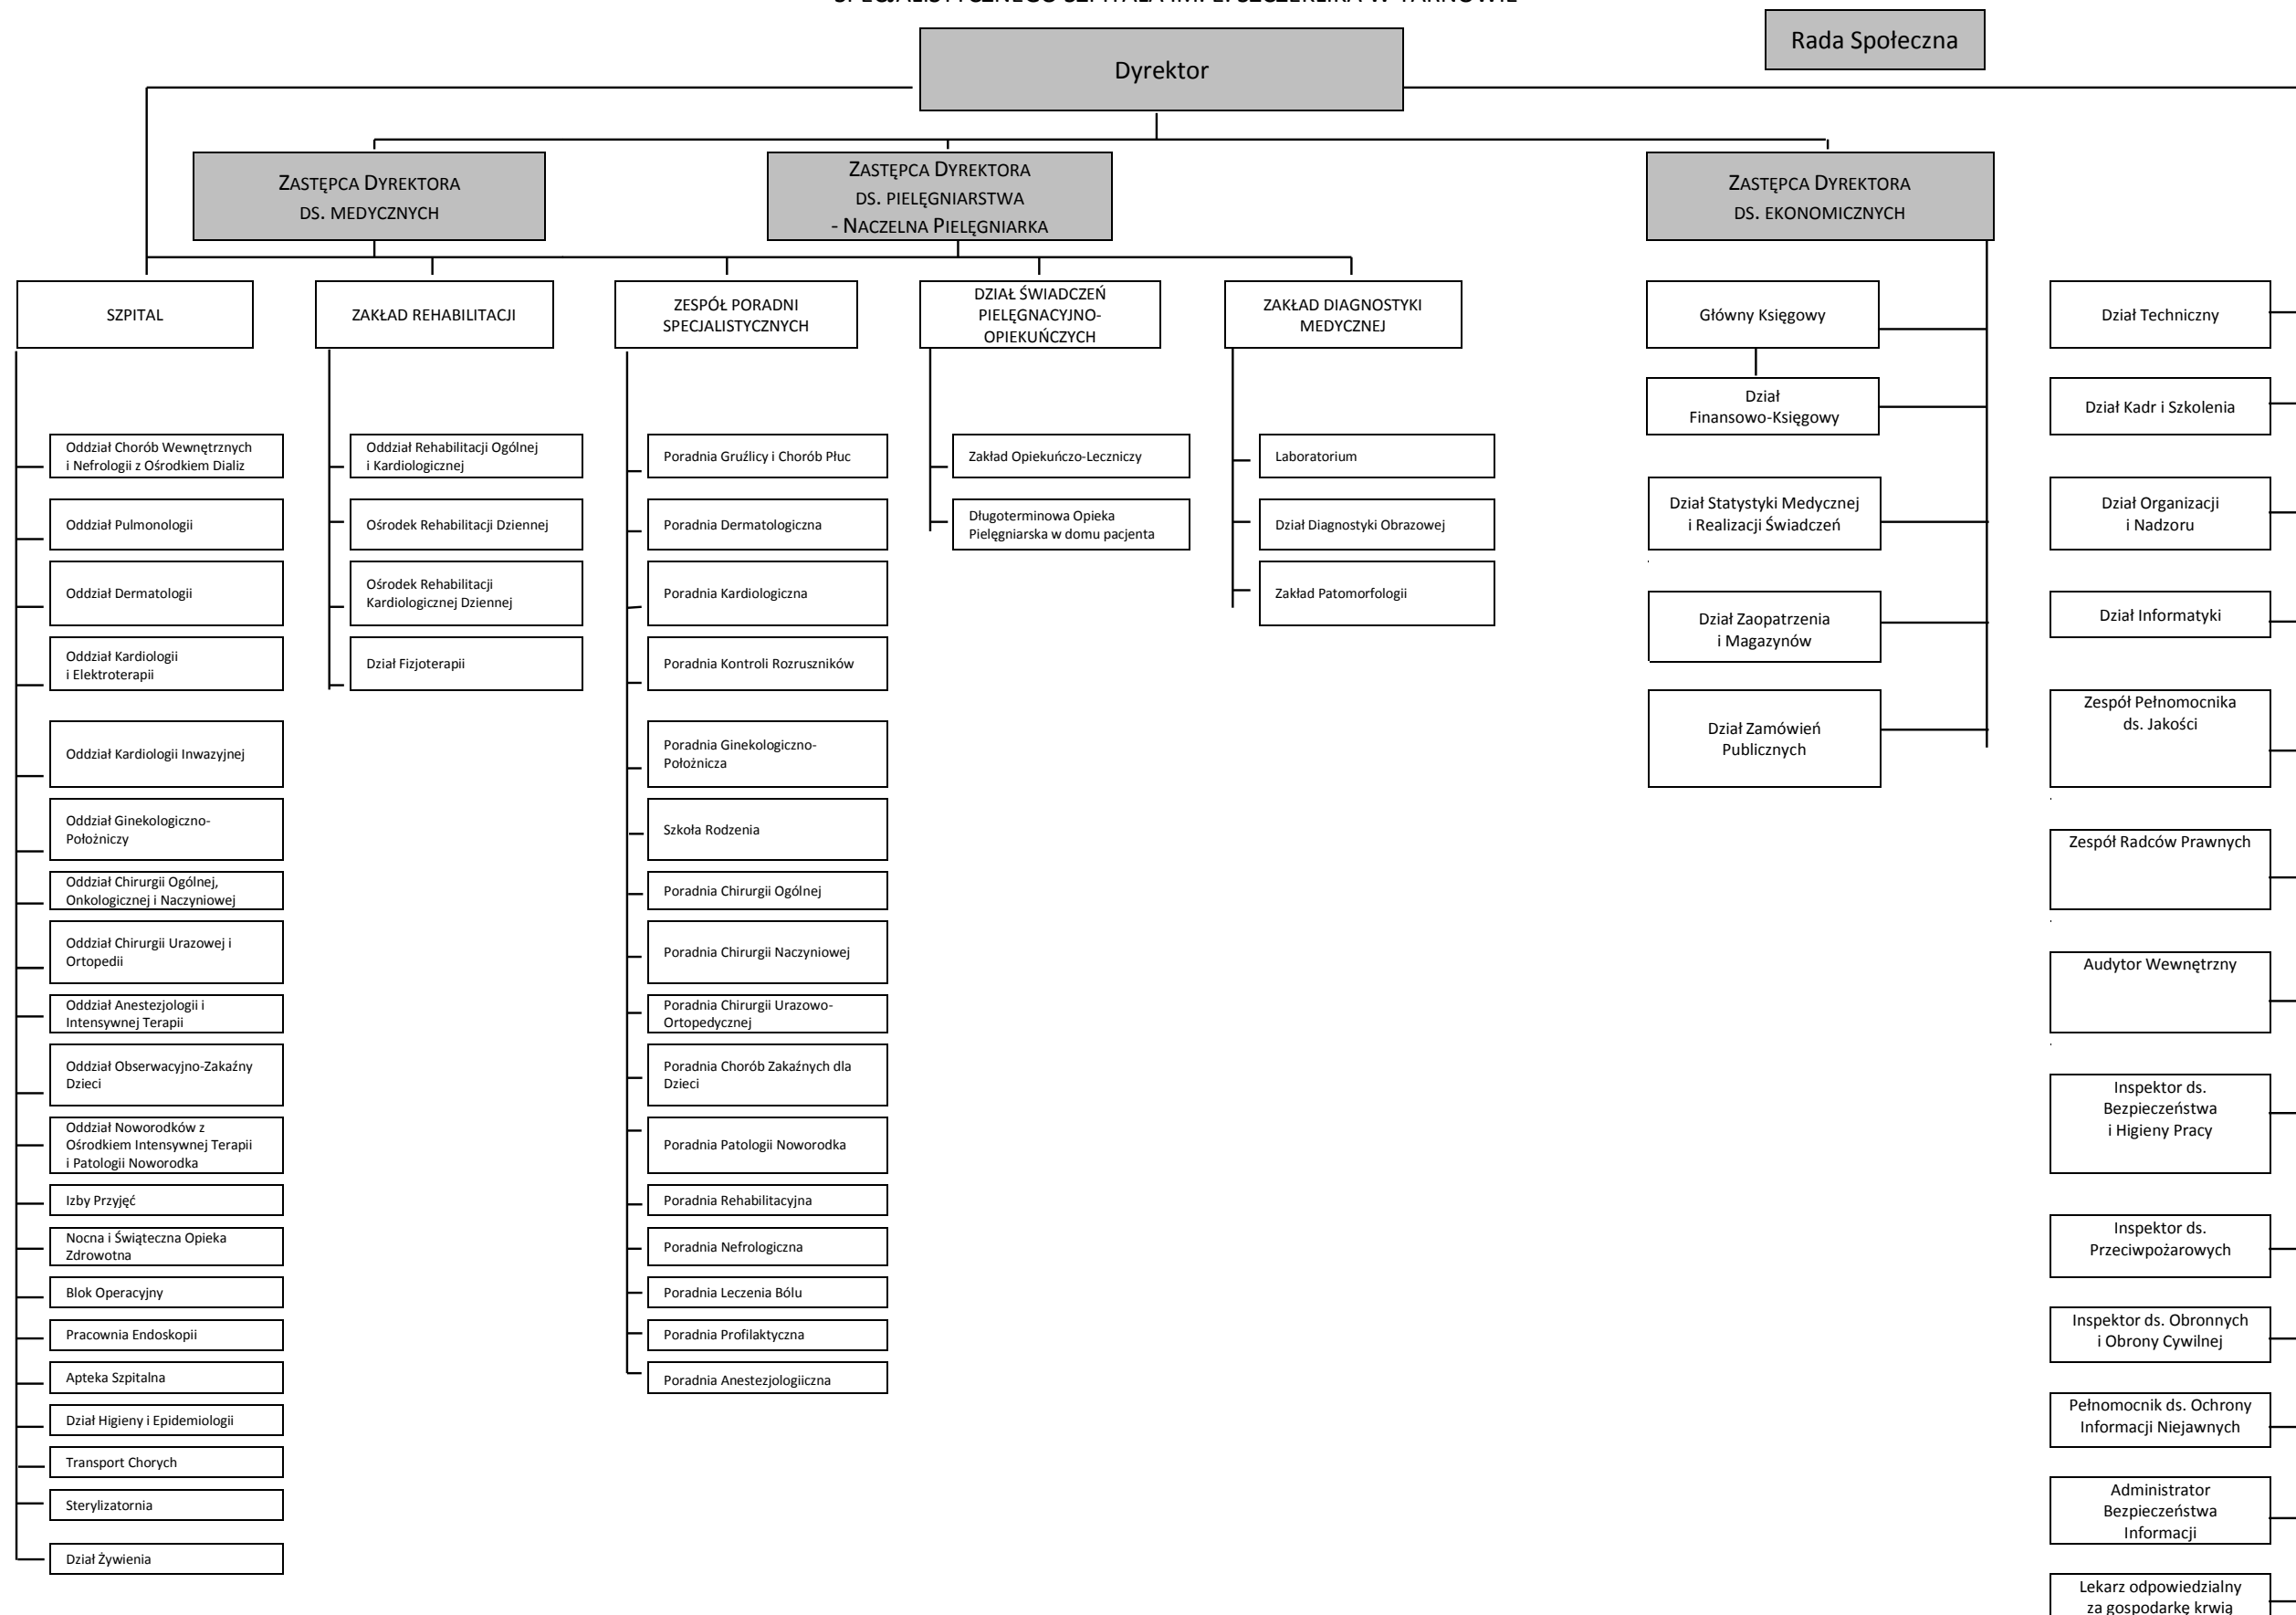 SPECJALISTYCZNEGO SZPITALA IM. E. SZCZEKLIKA W TARNOWIE
Rada Społeczna
Dyrektor
ZASTĘPCA DYREKTORA
DS. MEDYCZNYCH
ZASTĘPCA DYREKTORA
DS. PIELĘGNIARSTWA
- NACZELNA PIELĘGNIARKA
ZASTĘPCA DYREKTORA
DS. EKONOMICZNYCH
SZPITAL
ZAKŁAD REHABILITACJI
ZESPÓŁ PORADNI
SPECJALISTYCZNYCH
DZIAŁ ŚWIADCZEŃ
PIELĘGNACYJNO-
OPIEKUŃCZYCH
ZAKŁAD DIAGNOSTYKI
MEDYCZNEJ
Oddział Chorób Wewnętrznych
i Nefrologii z Ośrodkiem Dializ
Oddział Pulmonologii
Oddział Dermatologii
Oddział Kardiologii
i Elektroterapii
Oddział Kardiologii Inwazyjnej
Oddział Ginekologiczno-
Położniczy
Oddział Chirurgii Ogólnej,
Onkologicznej i Naczyniowej
Oddział Chirurgii Urazowej i
Ortopedii
Oddział Anestezjologii i
Intensywnej Terapii
Oddział Obserwacyjno-Zakaźny
Dzieci
Oddział Noworodków z
Ośrodkiem Intensywnej Terapii
i Patologii Noworodka
Izby Przyjęć
Nocna i Świąteczna Opieka
Zdrowotna
Blok Operacyjny
Pracownia Endoskopii
Apteka Szpitalna
Dział Higieny i Epidemiologii
Transport Chorych
Sterylizatornia
Dział Żywienia
Oddział Rehabilitacji Ogólnej
i Kardiologicznej
Ośrodek Rehabilitacji Dziennej
Ośrodek Rehabilitacji
Kardiologicznej Dziennej
Dział Fizjoterapii
Poradnia Gruźlicy i Chorób Płuc
Poradnia Dermatologiczna
Poradnia Kardiologiczna
Poradnia Kontroli Rozruszników
Poradnia Ginekologiczno-
Położnicza
Szkoła Rodzenia
Poradnia Chirurgii Ogólnej
Poradnia Chirurgii Naczyniowej
Poradnia Chirurgii Urazowo-
Ortopedycznej
Poradnia Chorób Zakaźnych dla
Dzieci
Poradnia Patologii Noworodka
Poradnia Rehabilitacyjna
Poradnia Nefrologiczna
Poradnia Leczenia Bólu
Poradnia Profilaktyczna
Poradnia Anestezjologiiczna
Zakład Opiekuńczo-Leczniczy
Długoterminowa Opieka
Pielęgniarska w domu pacjenta
Laboratorium
Dział Diagnostyki Obrazowej
Zakład Patomorfologii
Główny Księgowy
Dział
Finansowo-Księgowy
Dział Statystyki Medycznej
i Realizacji Świadczeń
Dział Zaopatrzenia
i Magazynów
Dział Zamówień
Publicznych
Dział Techniczny
Dział Kadr i Szkolenia
Dział Organizacji
i Nadzoru
Dział Informatyki
Zespół Pełnomocnika
ds. Jakości
Zespół Radców Prawnych
Audytor Wewnętrzny
Inspektor ds.
Bezpieczeństwa
i Higieny Pracy
Inspektor ds.
Przeciwpożarowych
Inspektor ds. Obronnych
i Obrony Cywilnej
Pełnomocnik ds. Ochrony
Informacji Niejawnych
Administrator
Bezpieczeństwa
Informacji
Lekarz odpowiedzialny
za gospodarkę krwią